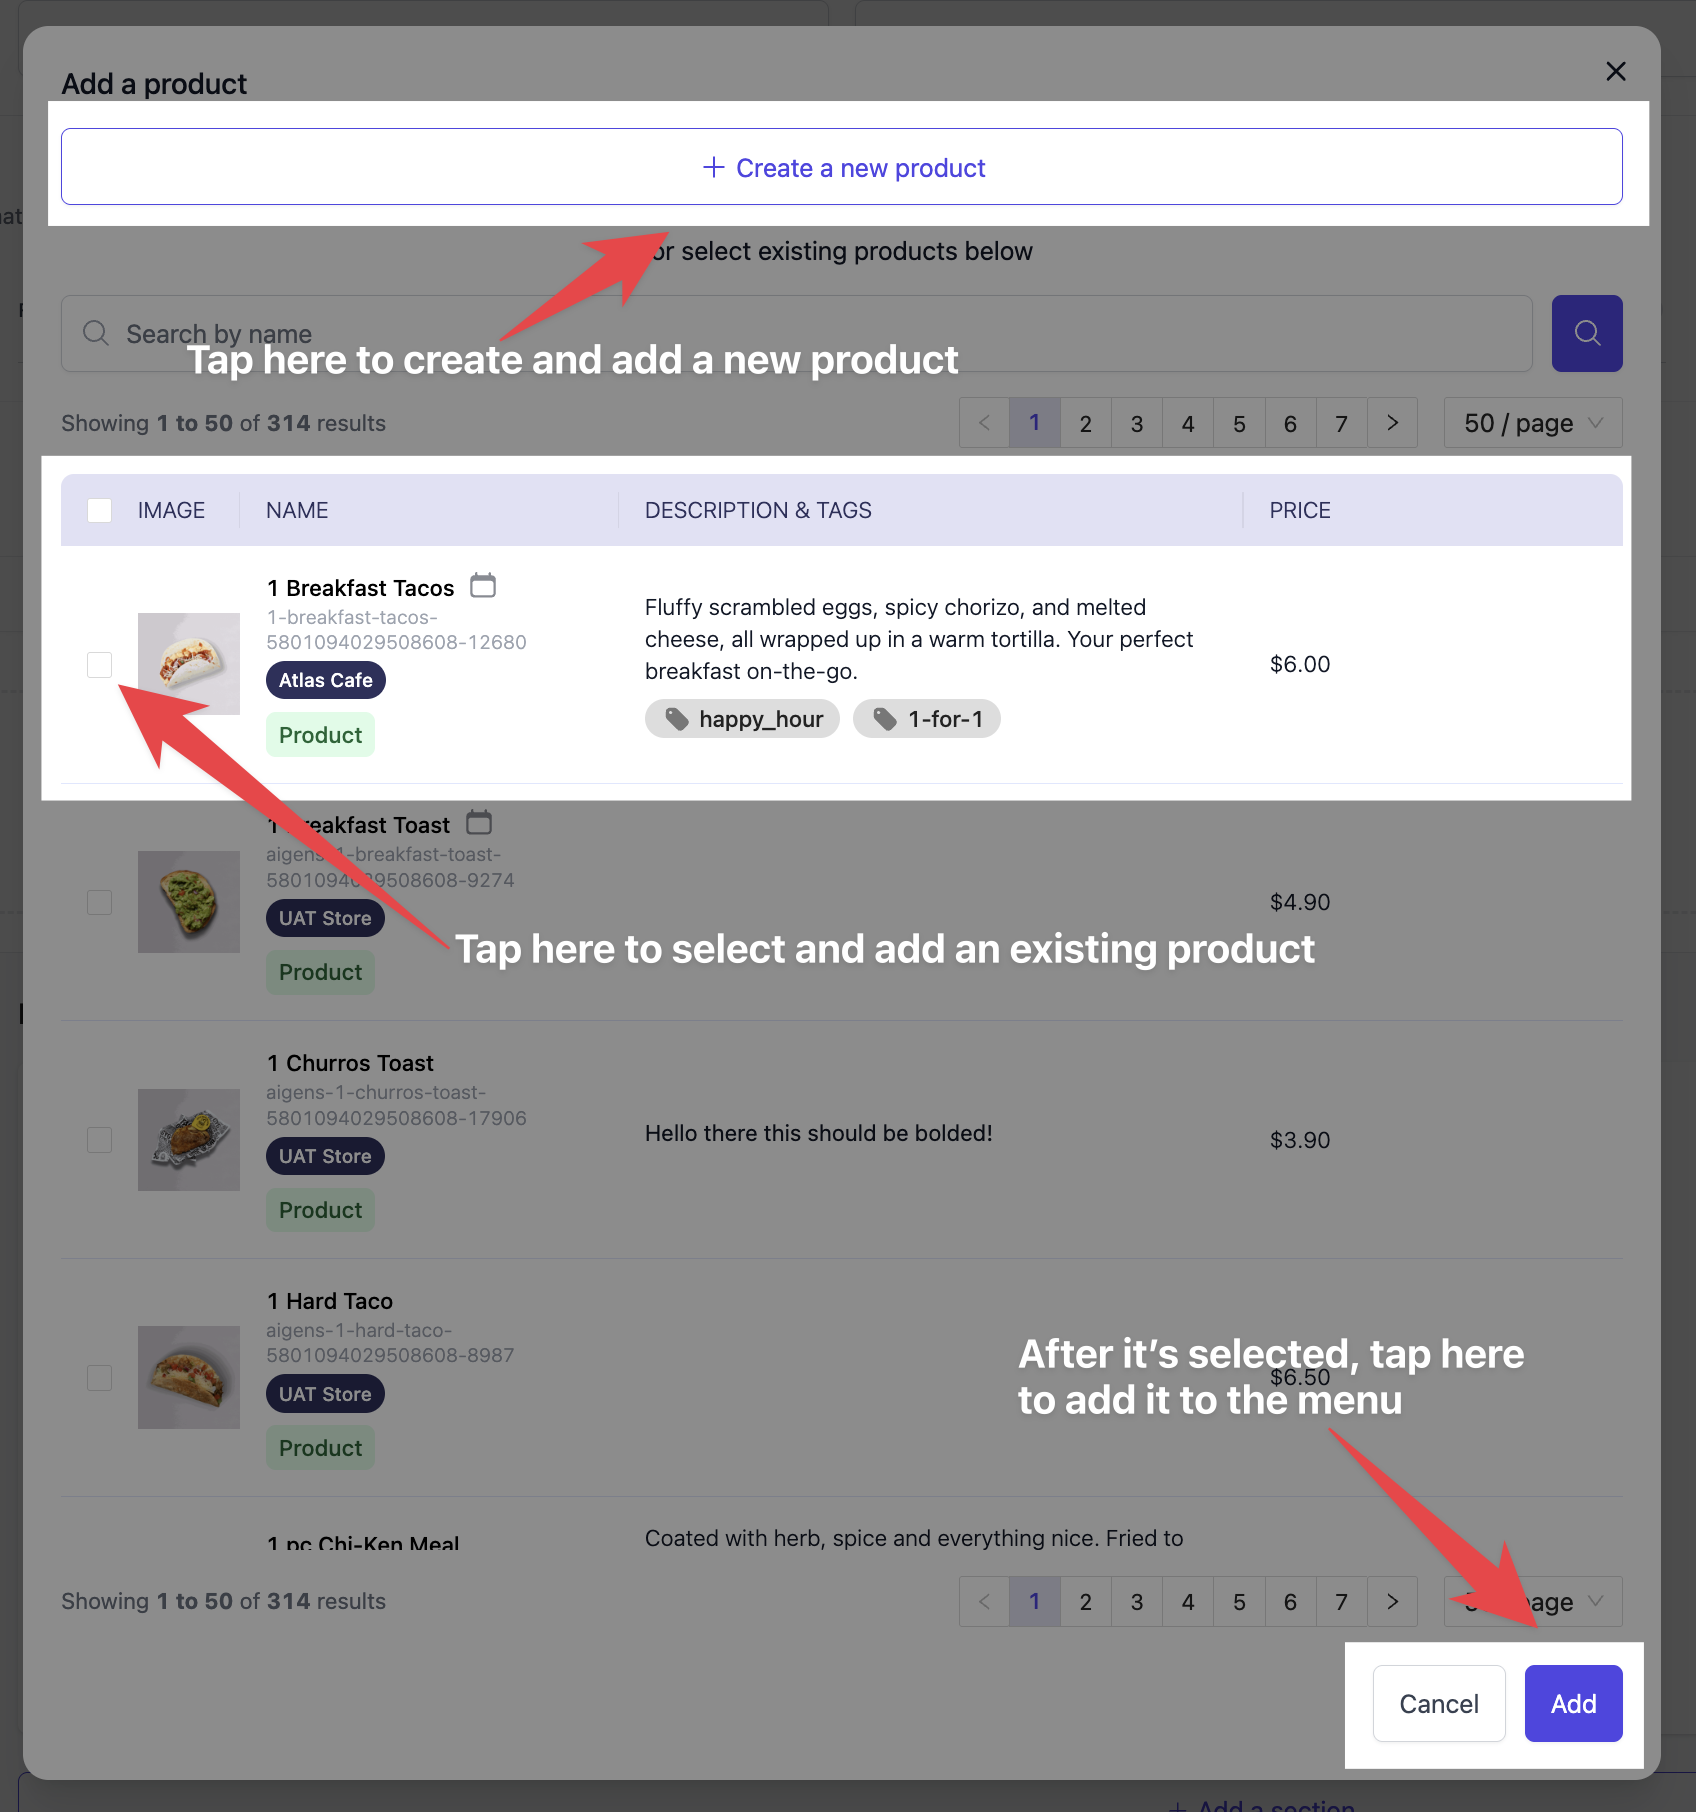 Add a product
Create a new product
or select existing products below
Search by name
Tap here to create and add a new product
Showing 1 to 50 of 314 results
1 2 3 4 5 6 7
50 / page
IMAGE NAME DESCRIPTION & TAGS PRICE
1 Breakfast Tacos
1-breakfast-tacos-
5801094029508608-12680
Atlas Cafe
Product
Fluffy scrambled eggs, spicy chorizo, and melted
cheese, all wrapped up in a warm tortilla. Your perfect
breakfast on-the-go.
happy_hour 1-for-1
$6.00
1 Breakfast Toast
aigens-1-breakfast-toast-
5801094029508608-9274
UAT Store
Product
$4.90
Tap here to select and add an existing product
1 Churros Toast
aigens-1-churros-toast-
5801094029508608-17906
UAT Store
Product
Hello there this should be bolded!
$3.90
1 Hard Taco
aigens-1-hard-taco-
5801094029508608-8987
UAT Store
Product
$6.50
After it’s selected, tap here
to add it to the menu
1 pc Chi-Ken Meal
Coated with herb, spice and everything nice. Fried to
Showing 1 to 50 of 314 results
1 2 3 4 5 6 7
page
Cancel Add
Add a section